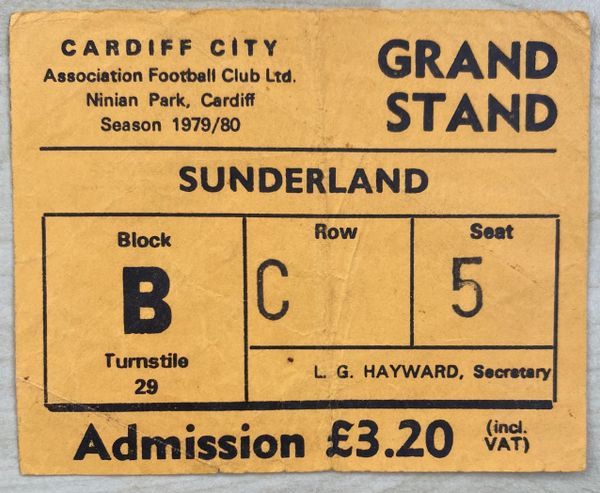 CARDIFF CITY
Association Football Club Ltd.
Ninian Park, Cardiff
Season 1979/80
GRAND
STAND
SUNDERLAND
Block
B
Turnstile
29
Row
C
Seat
5
L. G. HAYWARD, Secretary
Admission £3.20 (incl. VAT)